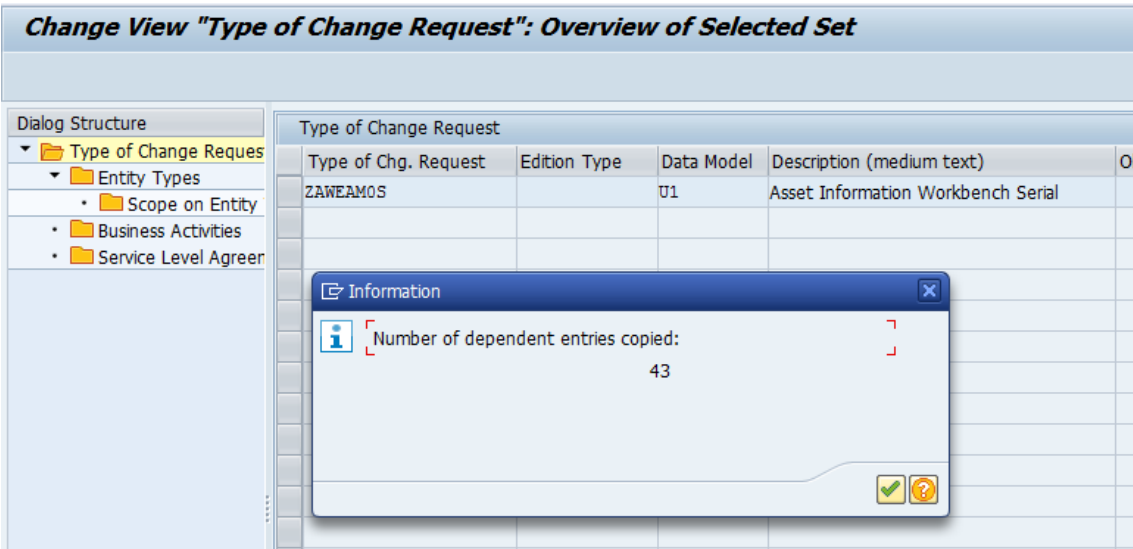 Change View "Type of Change Request": Overview of Selected Set
Dialog Structure
Type of Change Reques
Entity Types
Scope on Entity
Business Activities
Service Level Agreen
Type of Change Request
Type of Chg. Request Edition Type Data Model Description (medium text) O
ZAWEAM0S U1 Asset Information Workbench Serial
Information
Number of dependent entries copied:
43